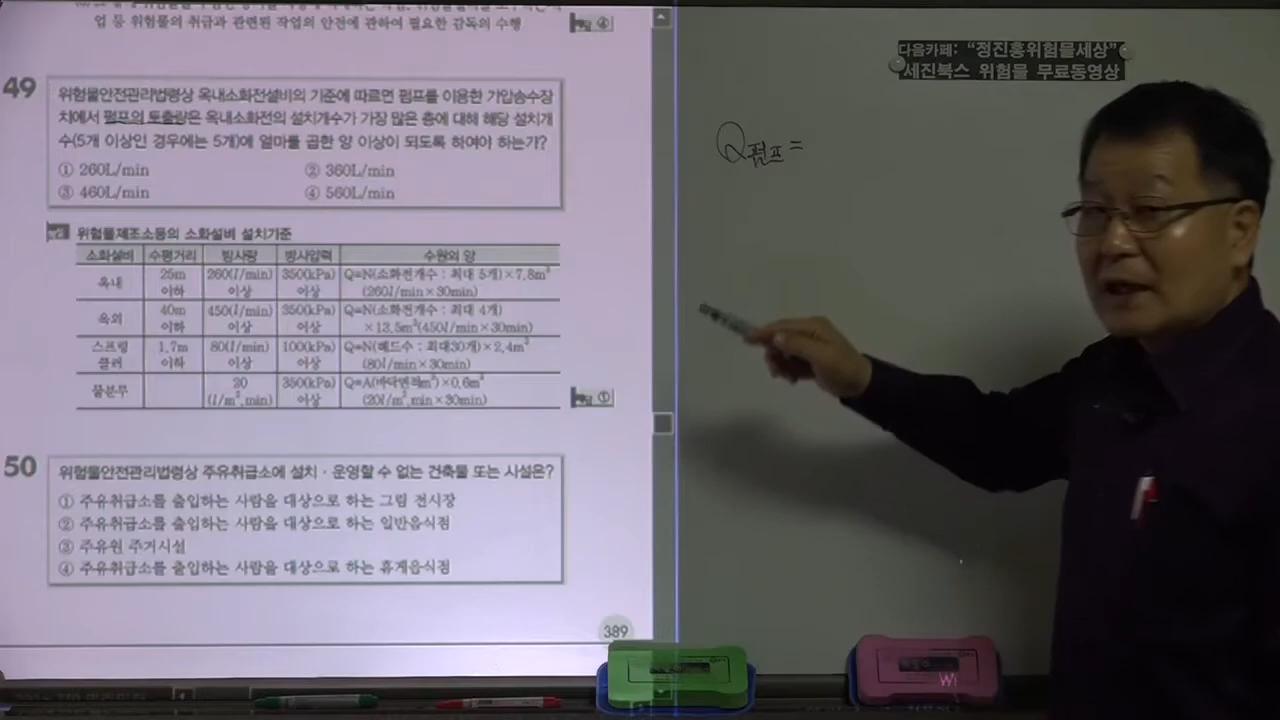 업 등 위험물의 취급과 관련된 작업의 안전에 관하여 필요한 감독의 수행
④
49
위험물안전관리법령상 옥내소화전설비의 기준에 따르면 펌프를 이용한 가압송수장
치에서 펌프의 토출량은 옥내소화전의 설치개수가 가장 많은 층에 대해 해당 설치개
수(5개 이상인 경우에는 5개)에 얼마를 곱한 양 이상이 되도록 하여야 하는가?
① 260L/min ② 360L/min
③ 460L/min ④ 560L/min
위험물제조소등의 소화설비 설치기준
소화설비 수평거리 방사량 방사압력 수원의 양
옥내 25m 이하 260(l/min) 이상 350(kPa) 이상 Q=N(소화전개수 : 최대 5개)×7.8m³
(260l/min×30min)
옥외 40m 이하 450(l/min) 이상 350(kPa) 이상 Q=N(소화전개수 : 최대 4개)
×13.5m³(450l/min×30min)
스프링클러 1.7m 이하 80(l/min) 이상 100(kPa) 이상 Q=N(헤드수 : 최대30개)×2.4m³
(80l/min×30min)
물분무 20 (l/m².min) 350(kPa) 이상 Q=A(바닥면적m²)×0.6m³
(20l/m².min×30min)
①
50
위험물안전관리법령상 주유취급소에 설치·운영할 수 없는 건축물 또는 시설은?
① 주유취급소를 출입하는 사람을 대상으로 하는 그림 전시장
② 주유취급소를 출입하는 사람을 대상으로 하는 일반음식점
③ 주유원 주거시설
④ 주유취급소를 출입하는 사람을 대상으로 하는 휴게음식점
389
다음카페: "정진홍위험물세상"
세진북스 위험물 무료동영상
Q펌프=